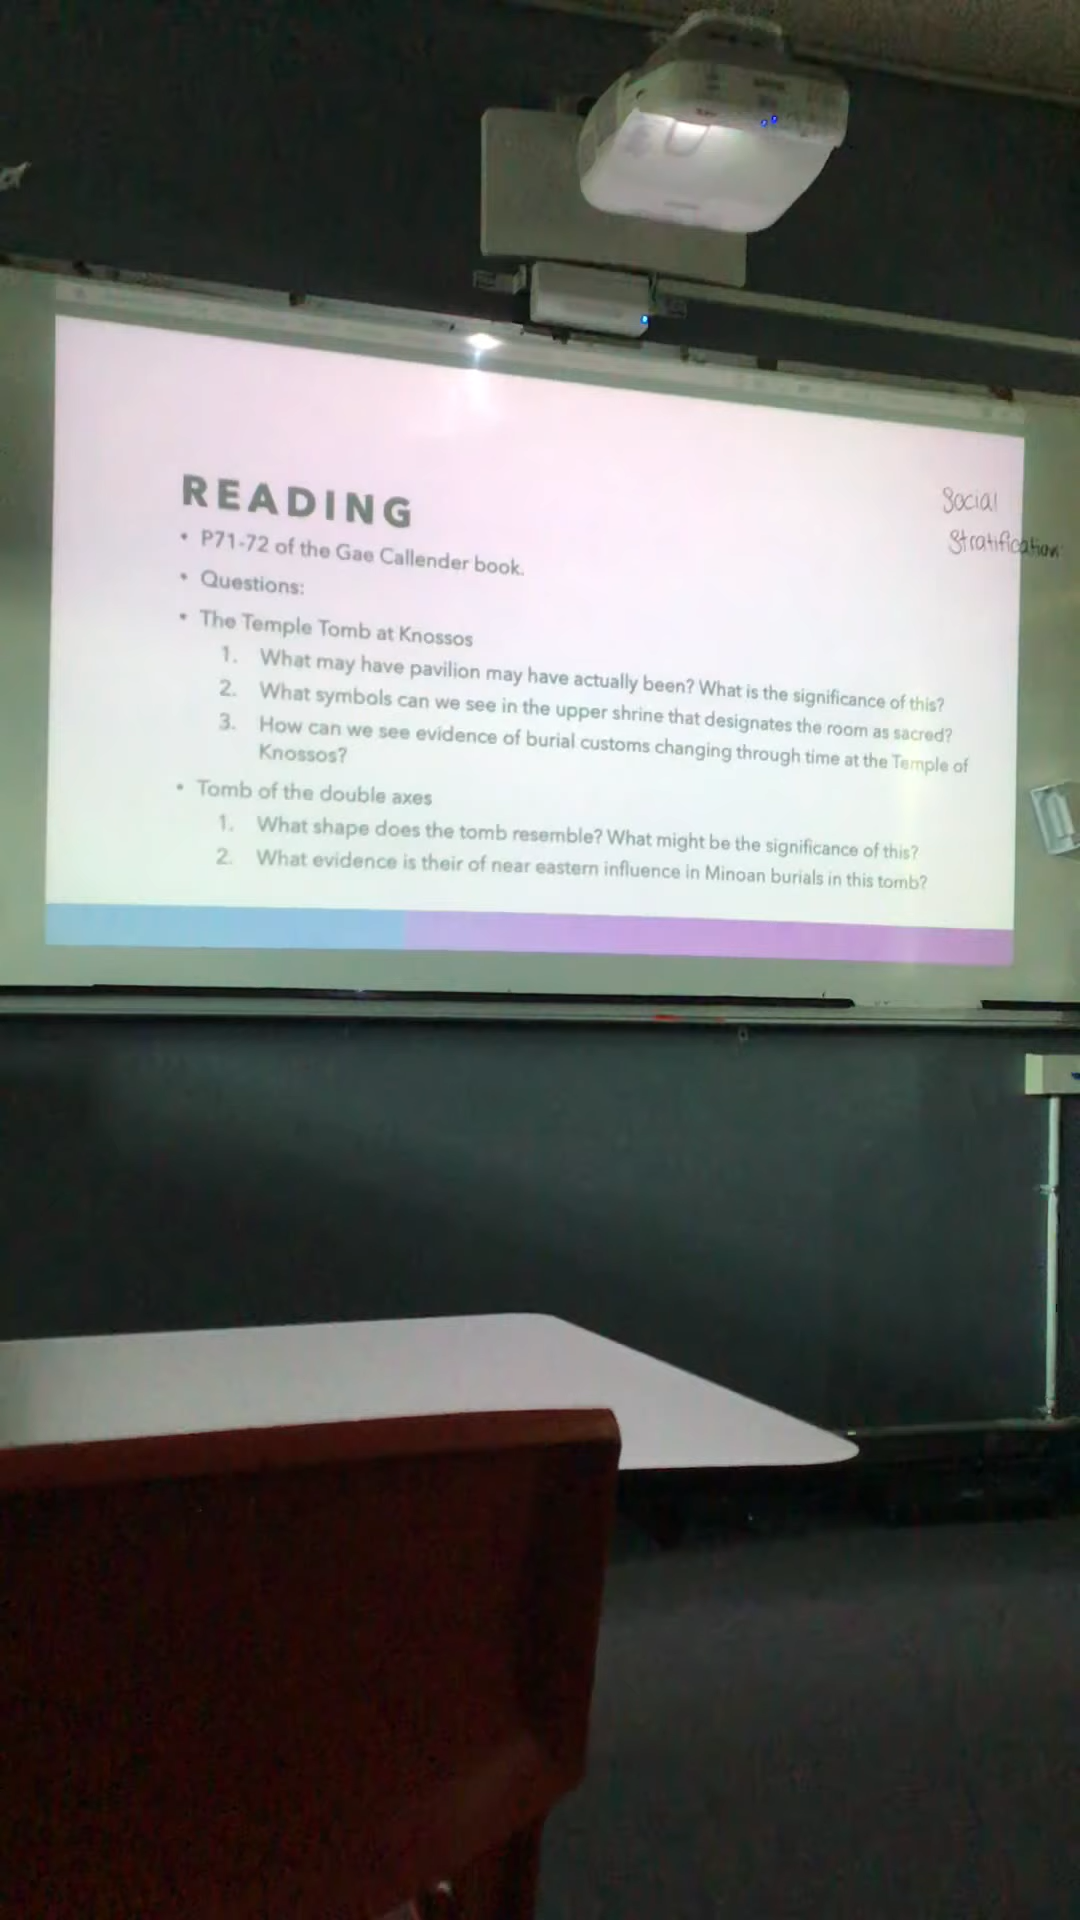 READING
• P71-72 of the Gae Callender book.
• Questions:
• The Temple Tomb at Knossos
1. What may have pavilion may have actually been? What is the significance of this?
2. What symbols can we see in the upper shrine that designates the room as sacred?
3. How can we see evidence of burial customs changing through time at the Temple of
Knossos?
• Tomb of the double axes
1. What shape does the tomb resemble? What might be the significance of this?
2. What evidence is their of near eastern influence in Minoan burials in this tomb?
Social
Stratification